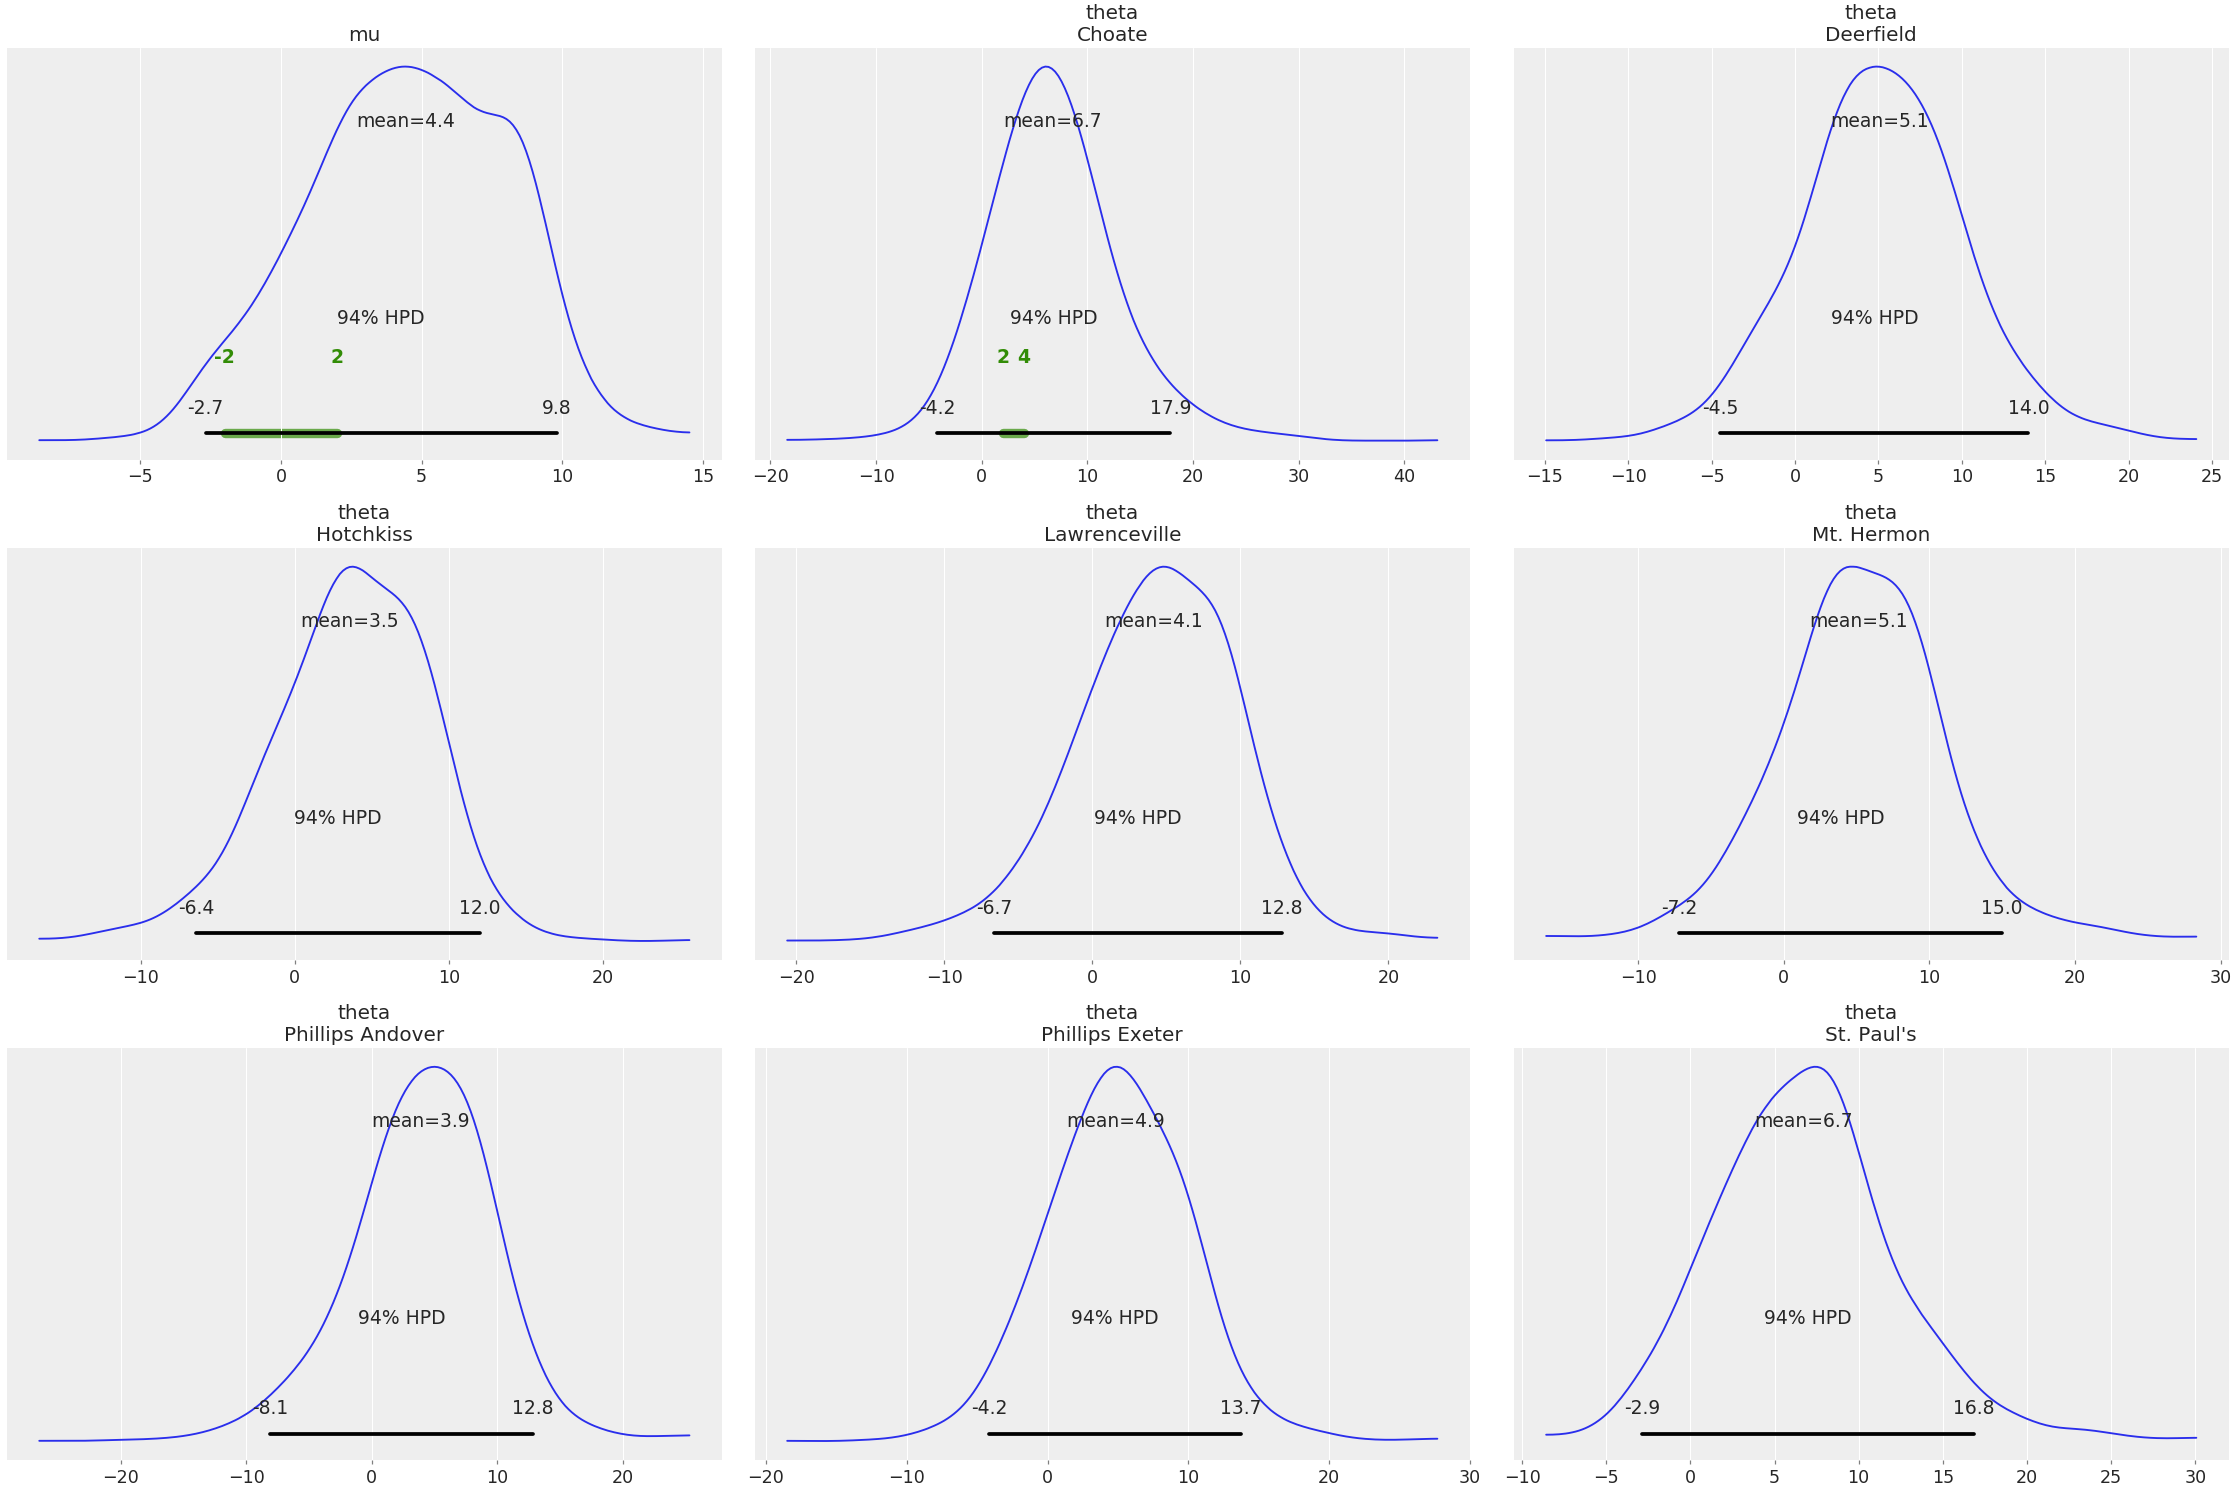 mu
mean=4.4
94% HPD
-2 2
-2.7 9.8
−5 0 5 10 15
theta
Choate
mean=6.7
94% HPD
2 4
-4.2 17.9
−20 −10 0 10 20 30 40
theta
Deerfield
mean=5.1
94% HPD
-4.5 14.0
−15 −10 −5 0 5 10 15 20 25
theta
Hotchkiss
mean=3.5
94% HPD
-6.4 12.0
−10 0 10 20
theta
Lawrenceville
mean=4.1
94% HPD
-6.7 12.8
−20 −10 0 10 20
theta
Mt. Hermon
mean=5.1
94% HPD
-7.2 15.0
−10 0 10 20 30
theta
Phillips Andover
mean=3.9
94% HPD
-8.1 12.8
−20 −10 0 10 20
theta
Phillips Exeter
mean=4.9
94% HPD
-4.2 13.7
−20 −10 0 10 20 30
theta
St. Paul's
mean=6.7
94% HPD
-2.9 16.8
−10 −5 0 5 10 15 20 25 30